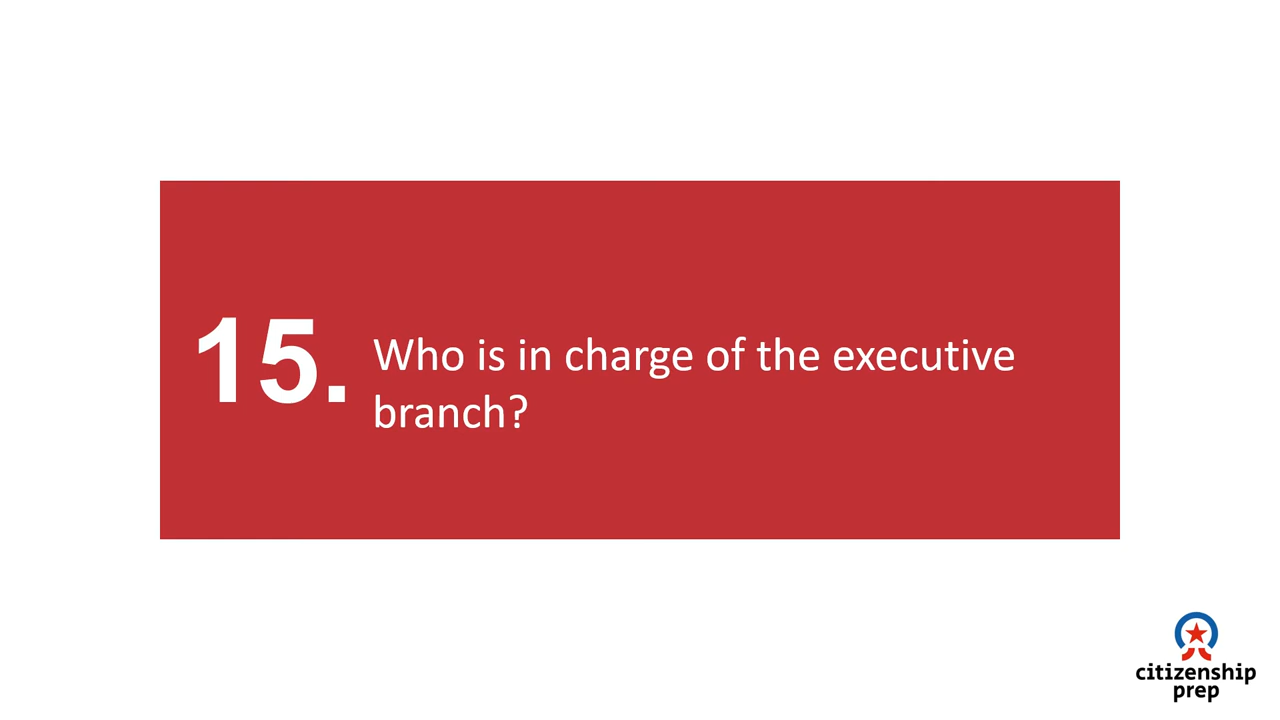 15. Who is in charge of the executive
branch?
citizenship
prep